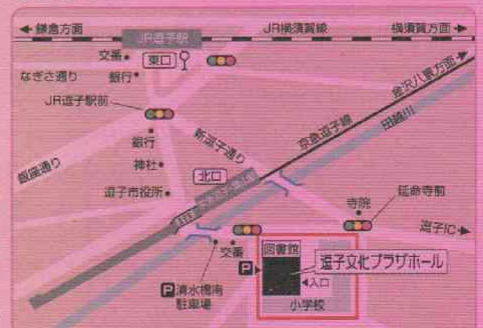 ←鎌倉方面
JR逗子駅
JR横須賀線
横須賀方面→
交番
東口
なぎさ通り
銀行
JR逗子駅前
金沢八景方面→
京急逗子線
田越川
新逗子通り
銀座通り
銀行
神社
北口
逗子市役所
寺院
延命寺前
逗子IC→
交番
図書館
逗子文化プラザホール
P
◀入口
P清水橋南
駐車場
小学校